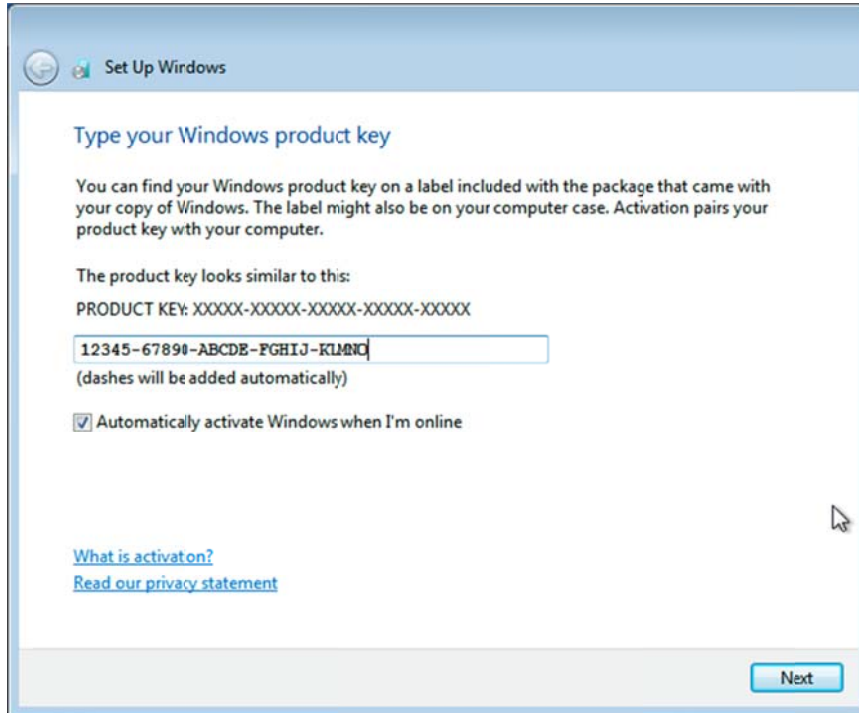 Set Up Windows
Type your Windows product key
You can find your Windows product key on a label included with the package that came with
your copy of Windows. The label might also be on your computer case. Activation pairs your
product key wth your computer.
The product key looks similar to this:
PRODUCT KEY: XXXXX-XXXXX-XXXXX-XXXXX-XXXXX
12345-67890-ABCDE-FGHIJ-KLMNO
(dashes will be added automatically)
Automatically activate Windows when I'm online
What is activaton?
Read our privacy statement
Next